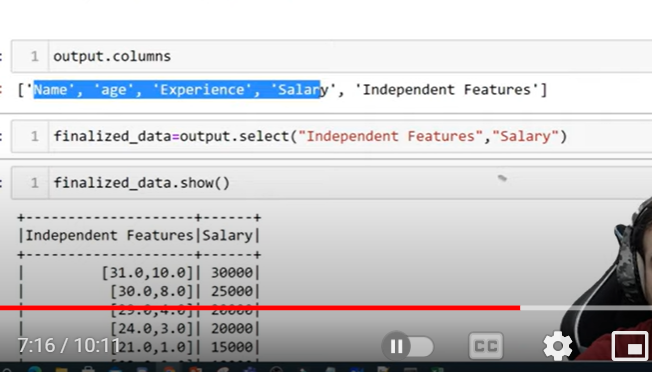 : 1 output.columns
: ['Name', 'age', 'Experience', 'Salary', 'Independent Features']
: 1 finalized_data=output.select("Independent Features","Salary")
: 1 finalized_data.show()
+--------------------+------+
|Independent Features|Salary|
+--------------------+------+
| [31.0,10.0]| 30000|
| [30.0,8.0]| 25000|
| [29.0,4.0]| 20000|
| [24.0,3.0]| 20000|
| [21.0,1.0]| 15000|
7:16 / 10:11
CC